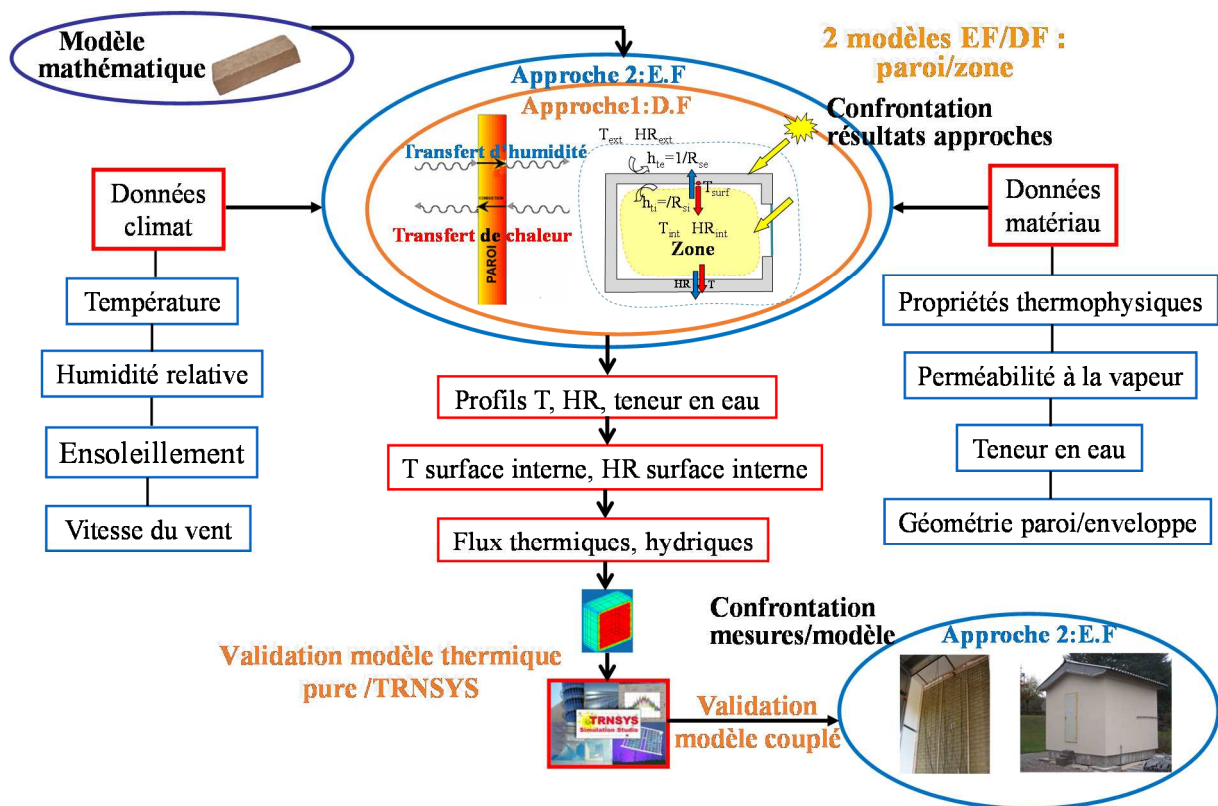 Modèle
mathématique
2 modèles EF/DF :
paroi/zone
Approche 2:E.F
Approche1:D.F
Confrontation
résultats approches
Transfert d'humidité
CONDUCTION
Transfert de chaleur
PAROI
T_ext HR_ext
h_te=1/R_se
T_surf
h_ti=/R_si
T_int HR_int
Zone
HR T
Données
climat
Température
Humidité relative
Ensoleillement
Vitesse du vent
Données
matériau
Propriétés thermophysiques
Perméabilité à la vapeur
Teneur en eau
Géométrie paroi/enveloppe
Profils T, HR, teneur en eau
T surface interne, HR surface interne
Flux thermiques, hydriques
Validation modèle thermique
pure /TRNSYS
TRNSYS
Simulation Studio
Validation
modèle couplé
Confrontation
mesures/modèle
Approche 2:E.F